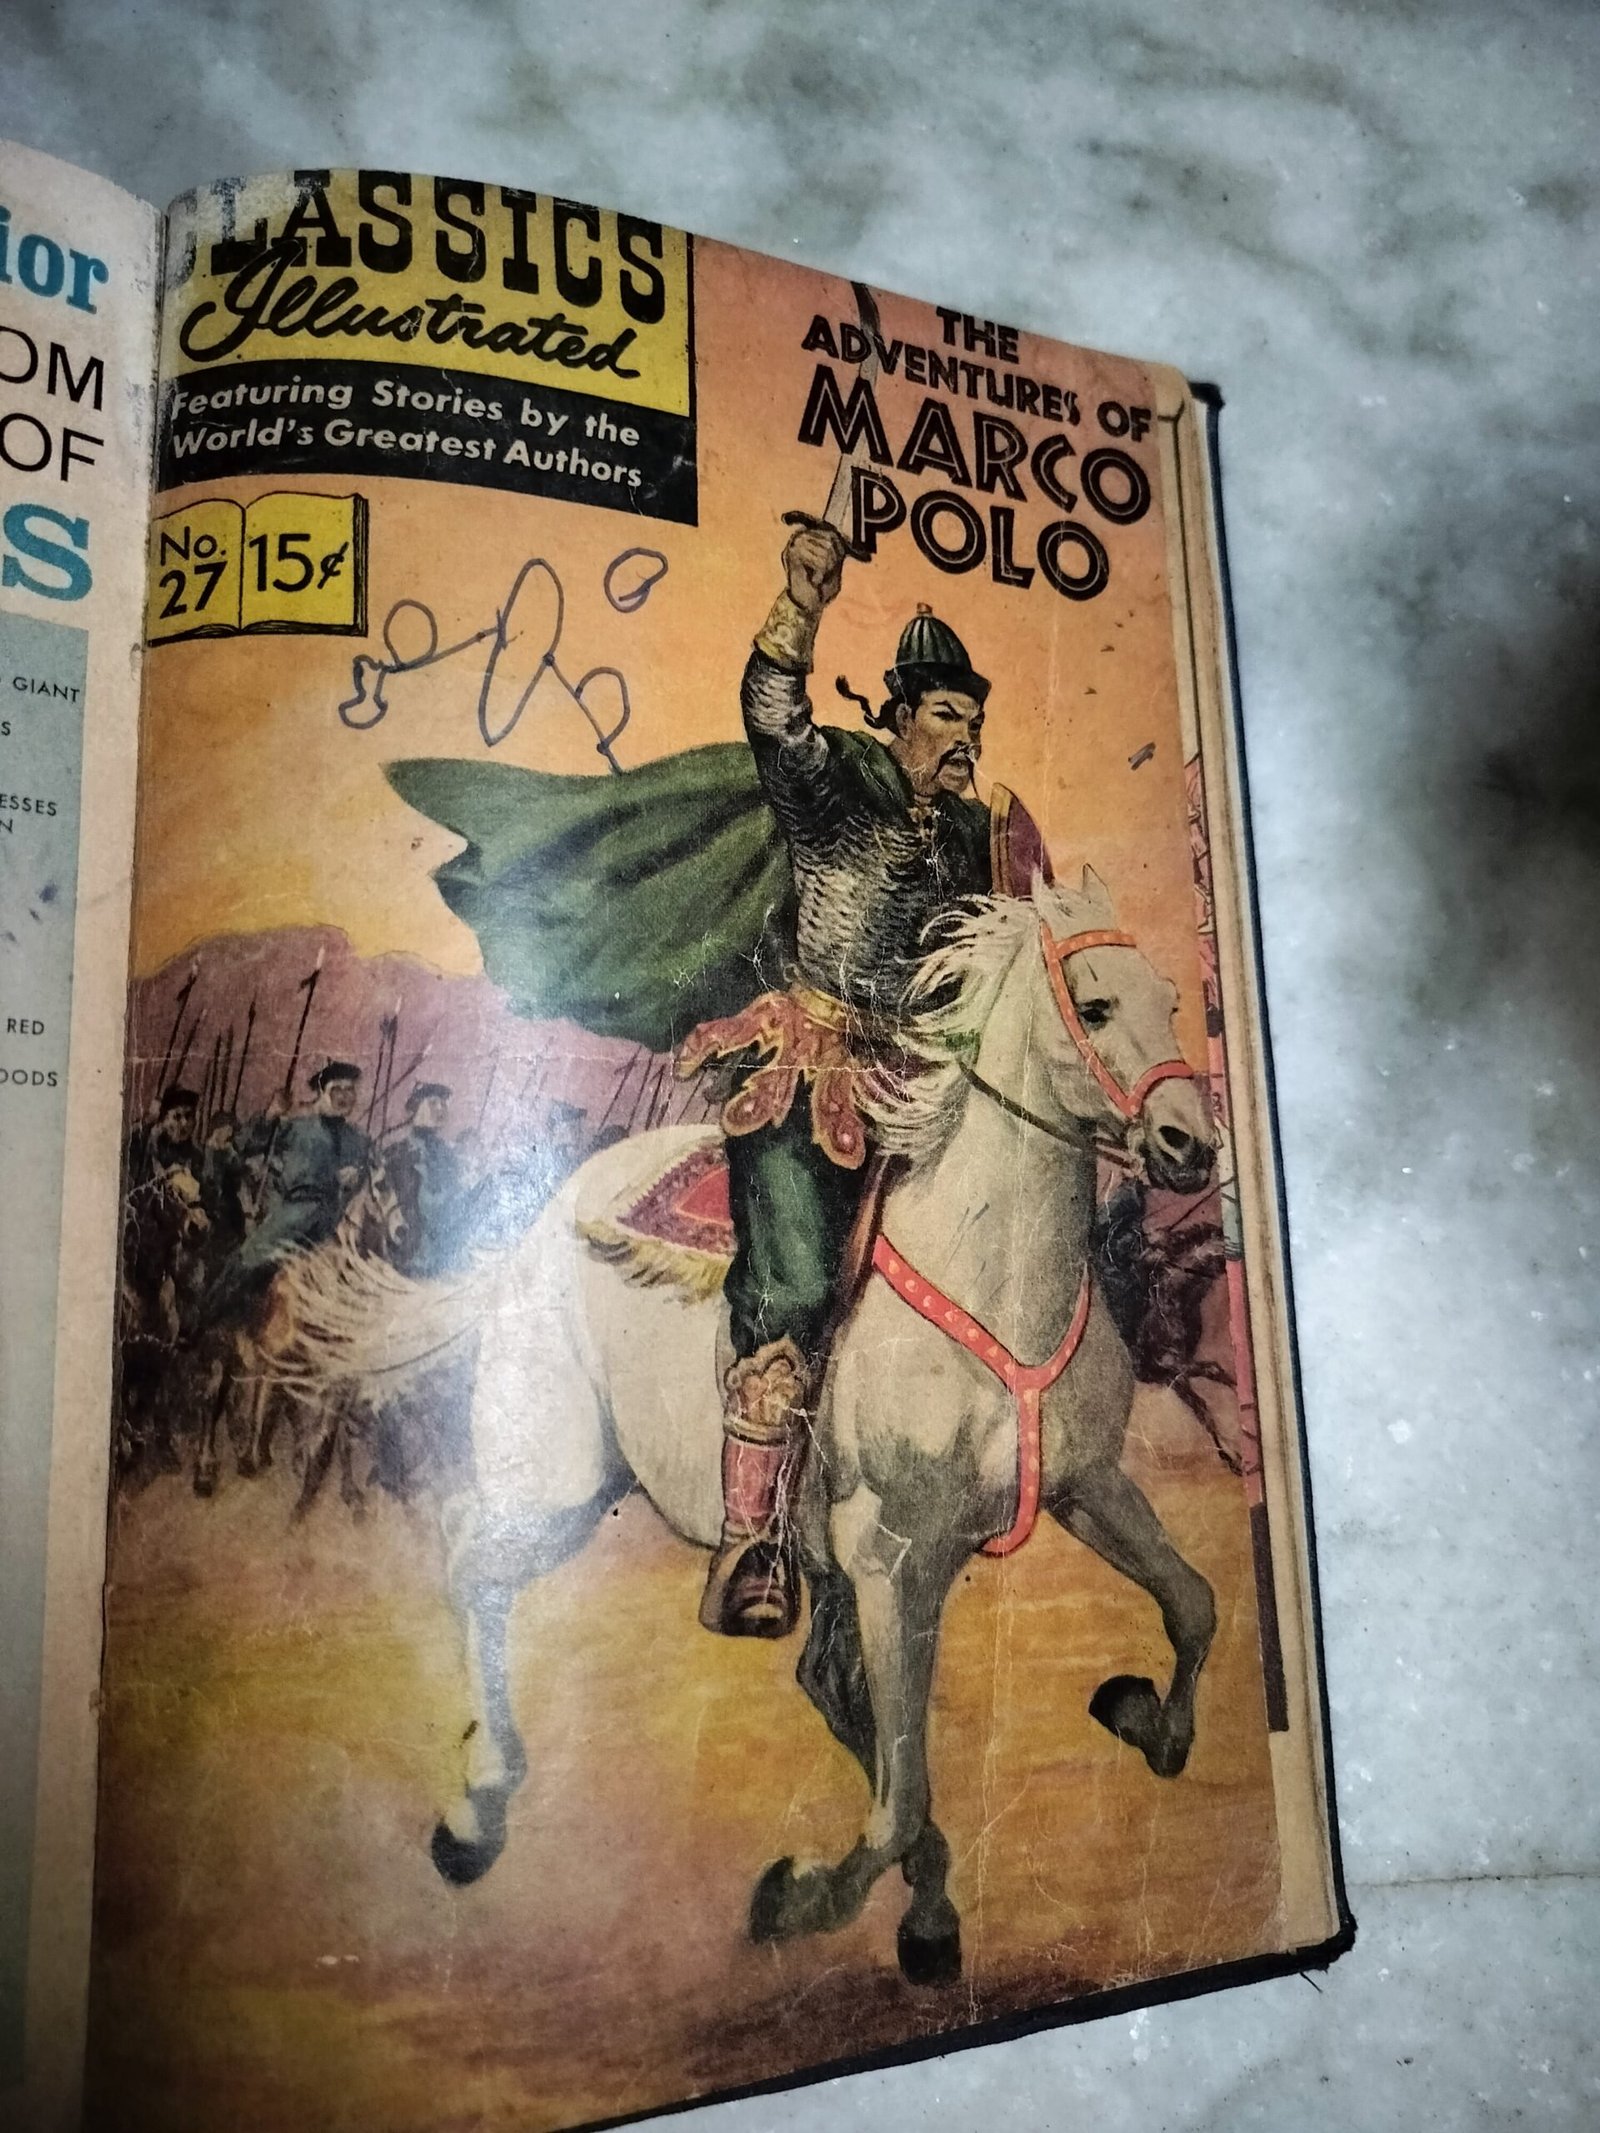 ior
OM
OF
S
GIANT
S
ESSES
N
RED
OODS
CLASSICS
Illustrated
Featuring Stories by the
World's Greatest Authors
No.
27
15¢
THE
ADVENTURES OF
MARCO
POLO